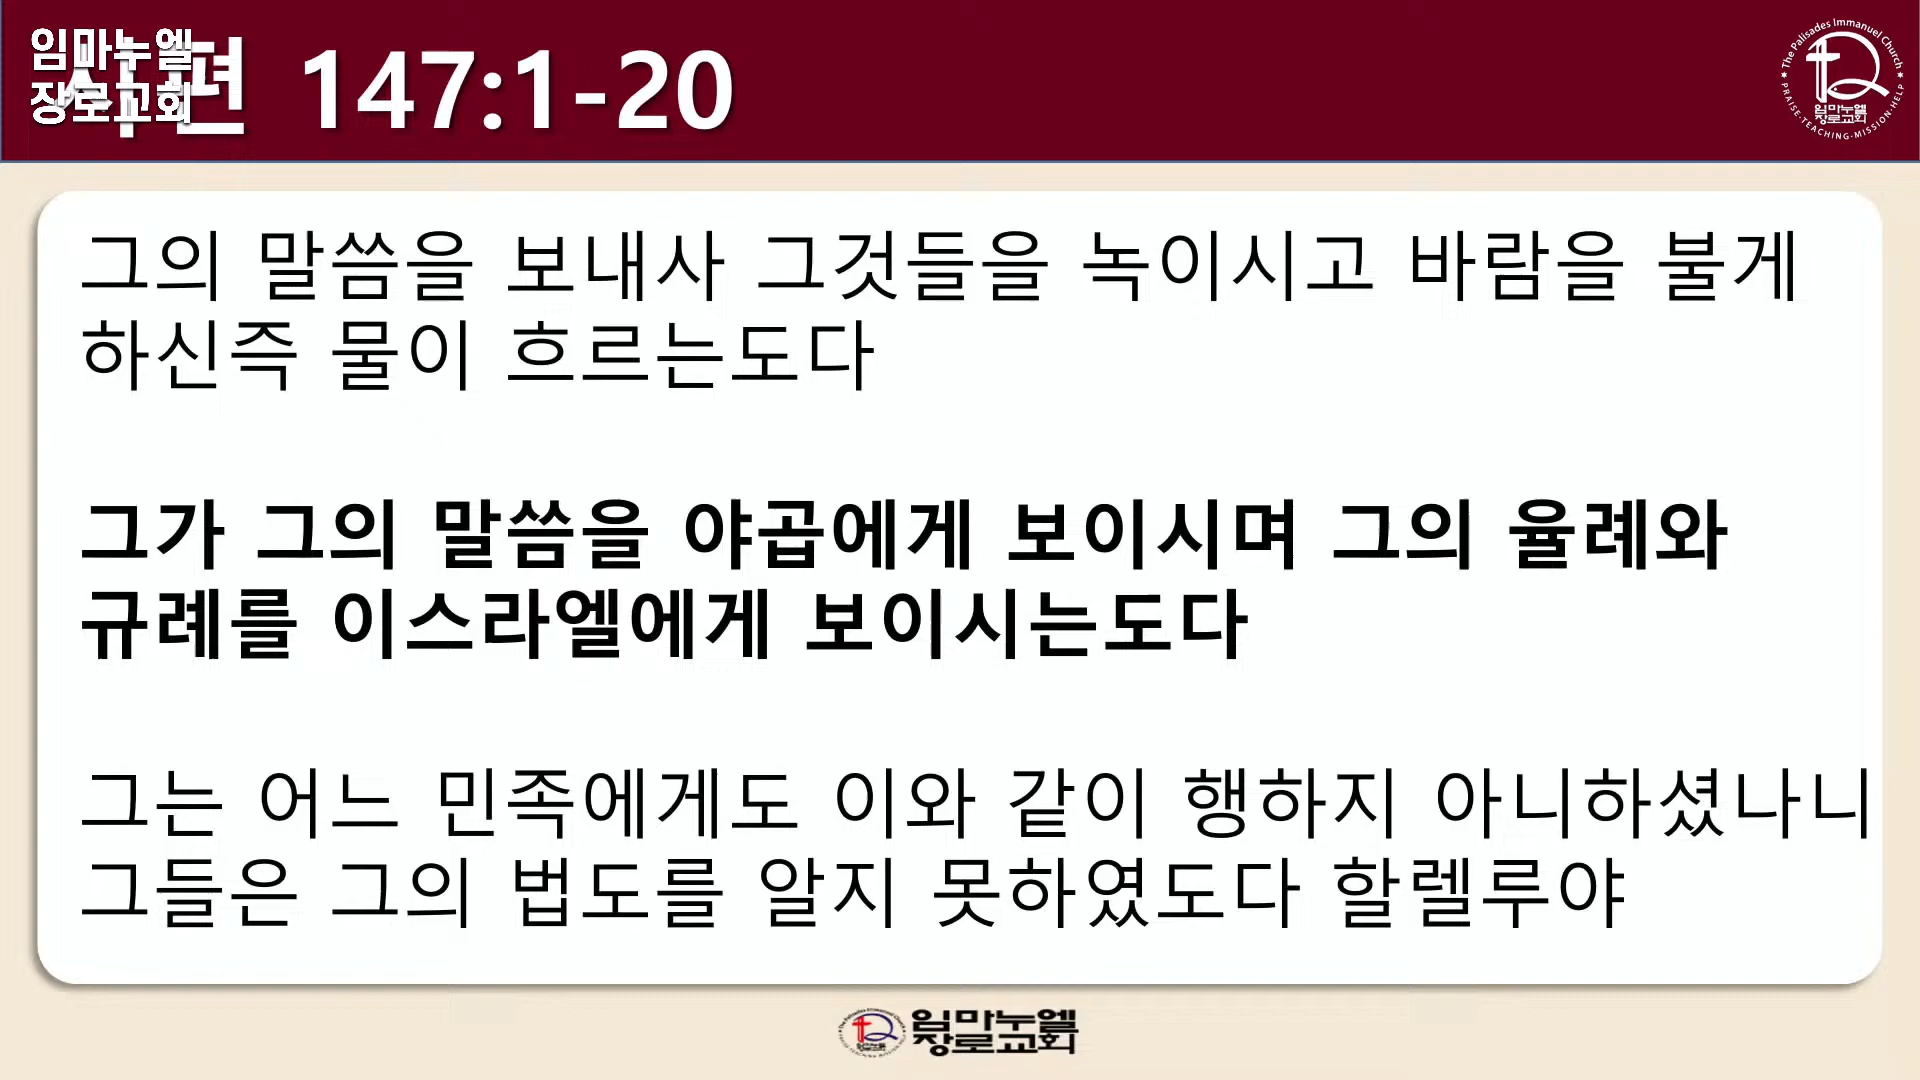 임마누엘
장로교회
시편 147:1-20
The Palisades Immanuel Church
PRAISE·TEACHING·MISSION·HELP
임마누엘
장로교회
그의 말씀을 보내사 그것들을 녹이시고 바람을 불게
하신즉 물이 흐르는도다
그가 그의 말씀을 야곱에게 보이시며 그의 율례와
규례를 이스라엘에게 보이시는도다
그는 어느 민족에게도 이와 같이 행하지 아니하셨나니
그들은 그의 법도를 알지 못하였도다 할렐루야
임마누엘
장로교회